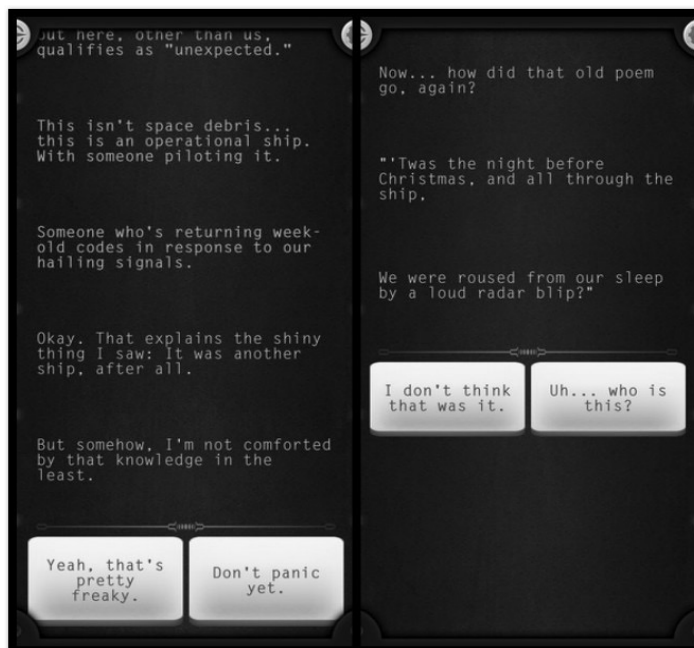 out here, other than us,
qualifies as "unexpected."
This isn't space debris...
this is an operational ship.
With someone piloting it.
Someone who's returning week-
old codes in response to our
hailing signals.
Okay. That explains the shiny
thing I saw: It was another
ship, after all.
But somehow, I'm not comforted
by that knowledge in the
least.
Yeah, that's
pretty
freaky.
Don't panic
yet.
Now... how did that old poem
go, again?
"'Twas the night before
Christmas, and all through the
ship,
We were roused from our sleep
by a loud radar blip?"
I don't think
that was it.
Uh... who is
this?